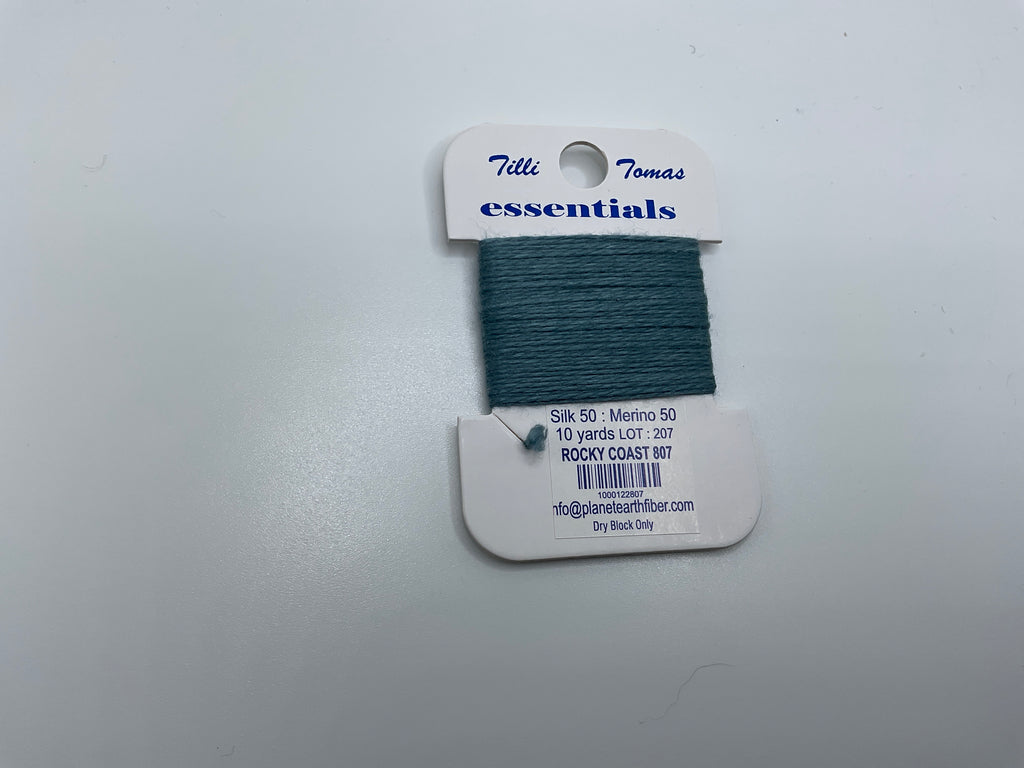 Tilli Tomas
essentials
Silk 50 : Merino 50
10 yards LOT : 207
ROCKY COAST 807
1000122807
nfo@planetearthfiber.com
Dry Block Only